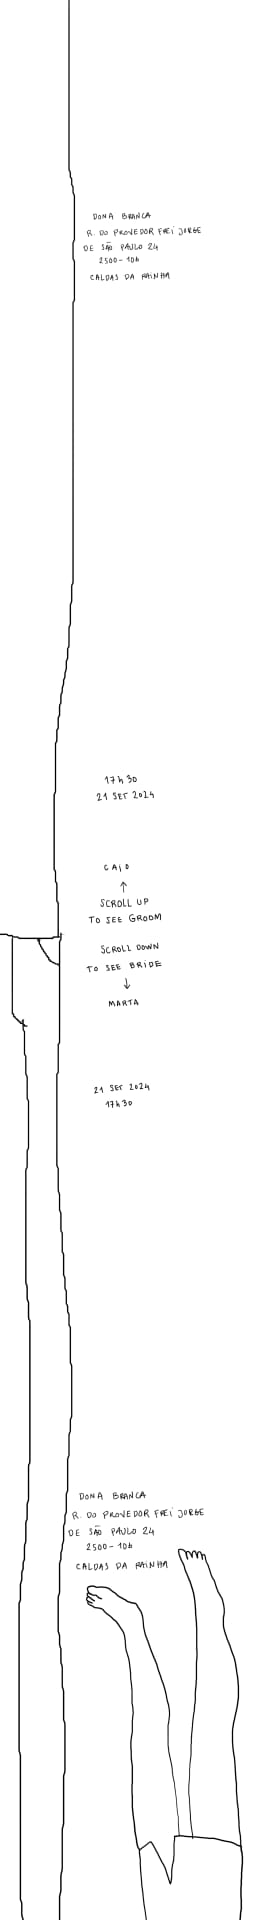 DONA BRANCA
R. DO PROVEDOR FREI JORGE
DE SÃO PAULO 24
2500-106
CALDAS DA RAINHA
17h30
21 SET 2024
CAIO
↑
SCROLL UP
TO SEE GROOM
SCROLL DOWN
TO SEE BRIDE
↓
MARTA
21 SET 2024
17h30
DONA BRANCA
R. DO PROVEDOR FREI JORGE
DE SÃO PAULO 24
2500-106
CALDAS DA RAINHA